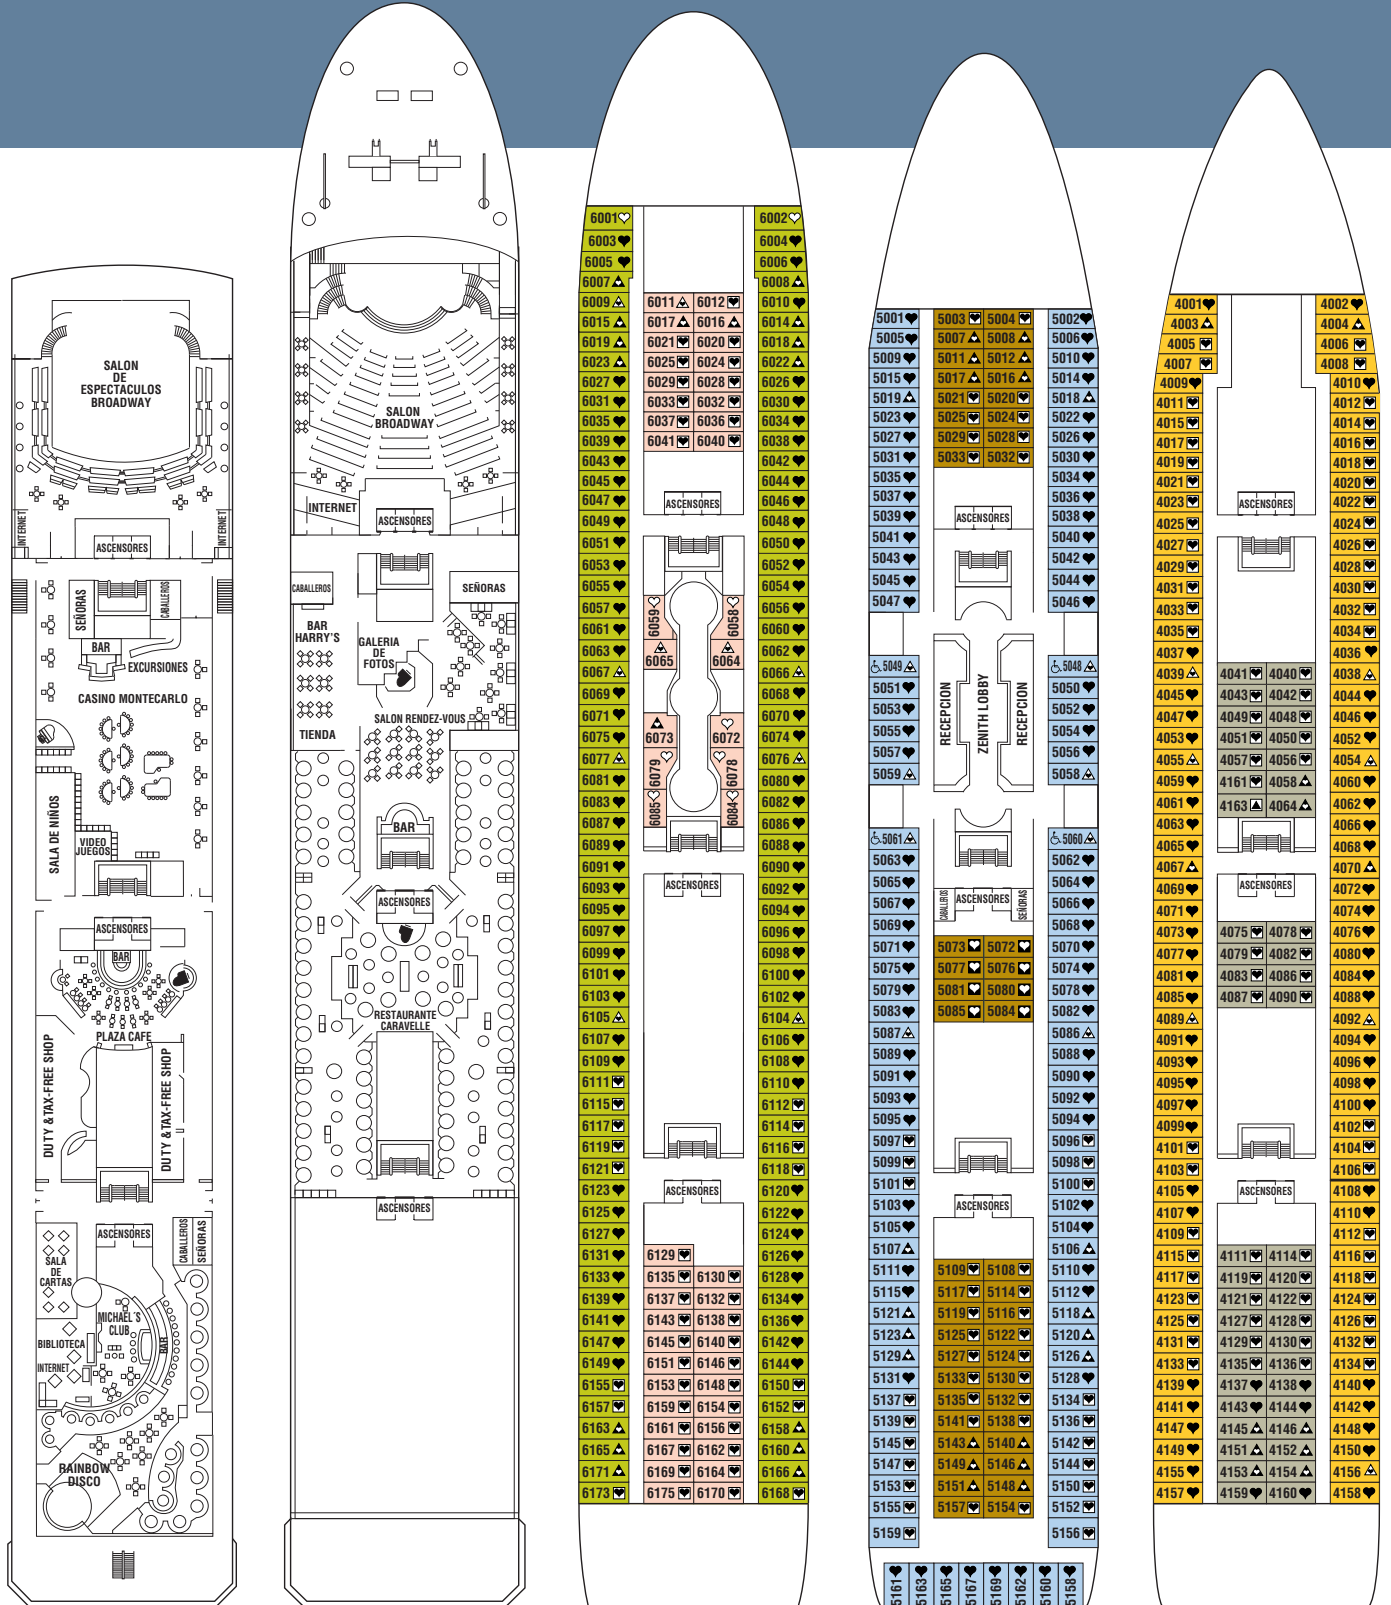 SALON
DE
ESPECTACULOS
BROADWAY
INTERNET
INTERNET
ASCENSORES
SEÑORAS
CABALLEROS
BAR
EXCURSIONES
CASINO MONTECARLO
SALA DE NIÑOS
VIDEO
JUEGOS
ASCENSORES
BAR
PLAZA CAFE
DUTY & TAX-FREE SHOP
DUTY & TAX-FREE SHOP
ASCENSORES
CABALLEROS
SEÑORAS
SALA
DE
CARTAS
MICHAEL'S
CLUB
BAR
BIBLIOTECA
INTERNET
RAINBOW
DISCO
SALON
BROADWAY
INTERNET
ASCENSORES
CABALLEROS
SEÑORAS
BAR
HARRY'S
GALERIA
DE
FOTOS
SALON RENDEZ-VOUS
TIENDA
BAR
ASCENSORES
RESTAURANTE
CARAVELLE
ASCENSORES
6001 6002
6003 6004
6005 6006
6007 6008
6009 6011 6012 6010
6015 6017 6016 6014
6019 6021 6020 6018
6023 6025 6024 6022
6027 6029 6028 6026
6031 6033 6032 6030
6035 6037 6036 6034
6039 6041 6040 6038
6043 6042
6045 6044
6047 ASCENSORES 6046
6049 6048
6051 6050
6053 6052
6055 6054
6057 6059 6058 6056
6061 6060
6063 6065 6064 6062
6067 6066
6069 6068
6071 6070
6075 6073 6072 6074
6077 6079 6078 6076
6081 6080
6083 6085 6084 6082
6087 6086
6089 6088
6091 6090
6093 ASCENSORES 6092
6095 6094
6097 6096
6099 6098
6101 6100
6103 6102
6105 6104
6107 6106
6109 6108
6111 6110
6115 6112
6117 6114
6119 6116
6121 6118
6123 ASCENSORES 6120
6125 6122
6127 6124
6131 6129 6126
6133 6135 6130 6128
6139 6137 6132 6134
6141 6143 6138 6136
6147 6145 6140 6142
6149 6151 6146 6144
6155 6153 6148 6150
6157 6159 6154 6152
6163 6161 6156 6158
6165 6167 6162 6160
6171 6169 6164 6166
6173 6175 6170 6168
5001 5003 5004 5002
5005 5007 5008 5006
5009 5011 5012 5010
5015 5017 5016 5014
5019 5021 5020 5018
5023 5025 5024 5022
5027 5029 5028 5026
5031 5033 5032 5030
5035 5034
5037 5036
5039 ASCENSORES 5038
5041 5040
5043 5042
5045 5044
5047 5046
RECEPCION
ZENITH LOBBY
RECEPCION
5049 5048
5051 5050
5053 5052
5055 5054
5057 5056
5059 5058
5061 5060
5063 5062
5065 5064
CABALLEROS
ASCENSORES
SEÑORAS
5067 5066
5069 5068
5071 5073 5072 5070
5075 5077 5076 5074
5079 5081 5080 5078
5083 5085 5084 5082
5087 5086
5089 5088
5091 5090
5093 5092
5095 5094
5097 5096
5099 5098
5101 5100
5103 ASCENSORES 5102
5105 5104
5107 5106
5111 5109 5108 5110
5115 5117 5114 5112
5121 5119 5116 5118
5123 5125 5122 5120
5129 5127 5124 5126
5131 5133 5130 5128
5137 5135 5132 5134
5139 5141 5138 5136
5145 5143 5140 5142
5147 5149 5146 5144
5153 5151 5148 5150
5155 5157 5154 5152
5159 5156
5161 5163 5165 5167 5169 5162 5160 5158
4001 4002
4003 4004
4005 4006
4007 4008
4009 4010
4011 4012
4015 4014
4017 4016
4019 4018
4021 4020
4023 ASCENSORES 4022
4025 4024
4027 4026
4029 4028
4031 4030
4033 4032
4035 4034
4037 4036
4039 4041 4040 4038
4045 4043 4042 4044
4047 4049 4048 4046
4053 4051 4050 4052
4055 4057 4056 4054
4059 4161 4058 4060
4061 4163 4064 4062
4063 4066
4065 4068
4067 4070
4069 ASCENSORES 4072
4071 4074
4073 4075 4078 4076
4077 4079 4082 4080
4081 4083 4086 4084
4085 4087 4090 4088
4089 4092
4091 4094
4093 4096
4095 4098
4097 4100
4099 4102
4101 4104
4103 4106
4105 ASCENSORES 4108
4107 4110
4109 4112
4115 4111 4114 4116
4117 4119 4120 4118
4123 4121 4122 4124
4125 4127 4128 4126
4131 4129 4130 4132
4133 4135 4136 4134
4139 4137 4138 4140
4141 4143 4144 4142
4147 4145 4146 4148
4149 4151 4152 4150
4155 4153 4154 4156
4157 4159 4160 4158